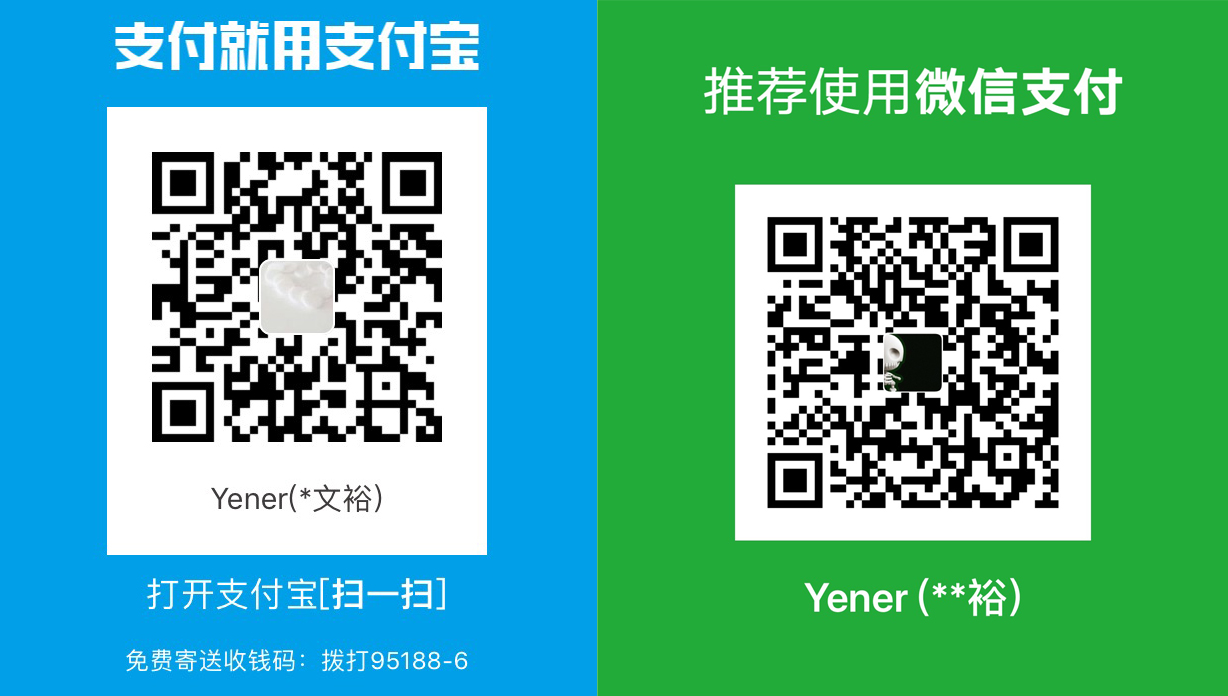 支付就用支付宝
Yener(*文裕)
打开支付宝[扫一扫]
免费寄送收钱码：拨打95188-6
推荐使用微信支付
Yener (**裕)